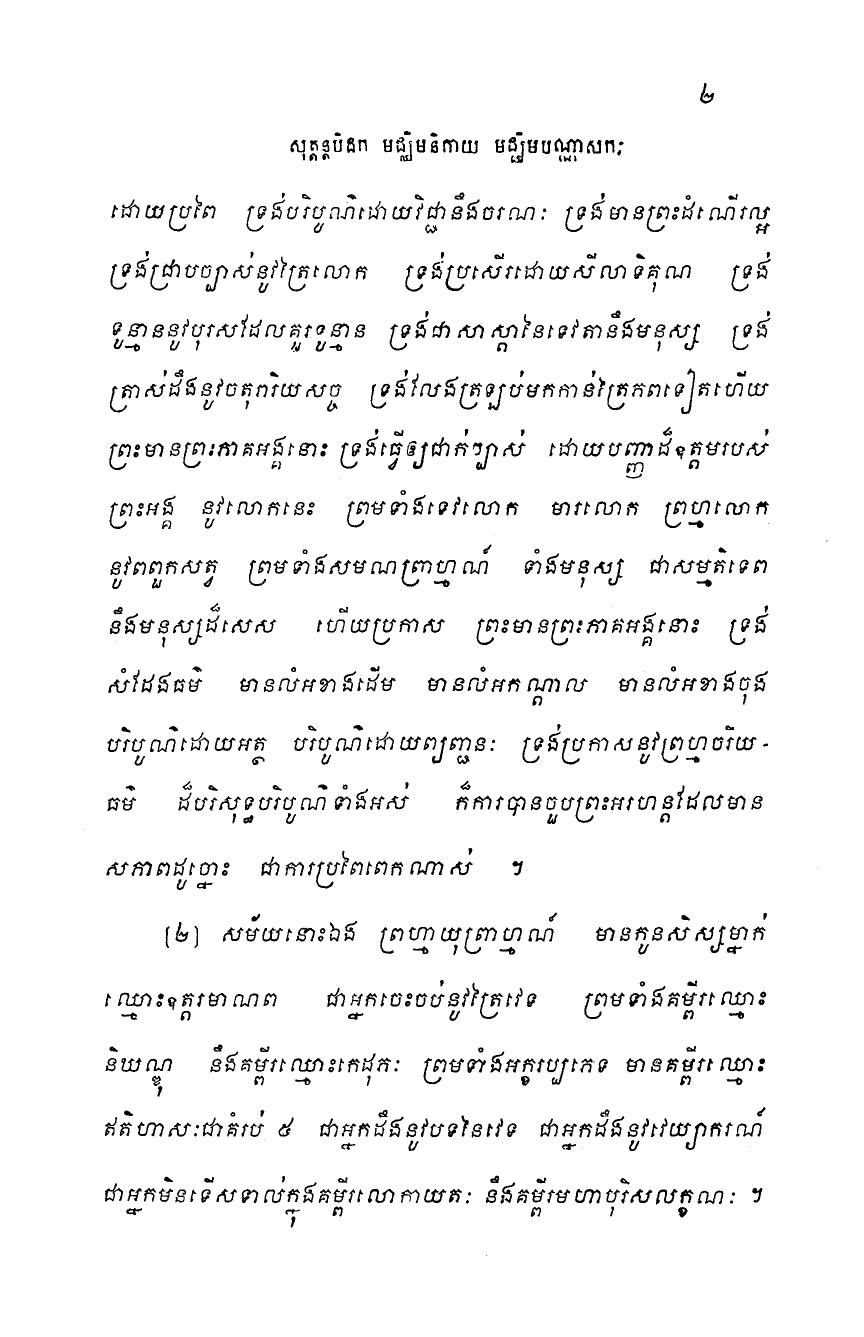 ២
សុត្តន្តបិដក មជ្ឈិមនិកាយ មជ្ឈិមបណ្ណាសកៈ
ដោយប្រពៃ ទ្រង់បរិបូណ៌ដោយវិជ្ជានឹងចរណៈ ទ្រង់មានព្រះដំណើរល្អ
ទ្រង់ជ្រាបច្បាស់នូវត្រៃលោក ទ្រង់ប្រសើរដោយសីលាទិគុណ ទ្រង់
ទូន្មាននូវបុរសដែលគួរទូន្មាន ទ្រង់ជាសាស្តានៃទេវតានឹងមនុស្ស ទ្រង់
ត្រាស់ដឹងនូវចតុរារិយសច្ច ទ្រង់លែងត្រឡប់មកកាន់ត្រៃភពទៀតហើយ
ព្រះមានព្រះភាគអង្គនោះ ទ្រង់ធ្វើឲ្យជាក់ច្បាស់ ដោយបញ្ញាដ៏ឧត្តមរបស់
ព្រះអង្គ នូវលោកនេះ ព្រមទាំងទេវលោក មារលោក ព្រហ្មលោក
នូវពពួកសត្វ ព្រមទាំងសមណព្រាហ្មណ៍ ទាំងមនុស្ស ជាសម្មតិទេព
នឹងមនុស្សដ៏សេស ហើយប្រកាស ព្រះមានព្រះភាគអង្គនោះ ទ្រង់
សំដែងធម៌ មានលំអខាងដើម មានលំអកណ្តាល មានលំអខាងចុង
បរិបូណ៌ដោយអត្ថ បរិបូណ៌ដោយព្យញ្ជនៈ ទ្រង់ប្រកាសនូវព្រហ្មចរិយ-
ធម៌ ដ៏បរិសុទ្ធបរិបូណ៌ទាំងអស់ ក៏ការបានចួបព្រះអរហន្តដែលមាន
សភាពដូច្នោះ ជាការប្រពៃពេកណាស់ ។
(២) សម័យនោះឯង ព្រហ្មាយុព្រាហ្មណ៍ មានកូនសិស្សម្នាក់
ឈ្មោះឧត្តរមាណព ជាអ្នកចេះចប់នូវត្រៃវេទ ព្រមទាំងគម្ពីរឈ្មោះ
និឃណ្ឌុ នឹងគម្ពីរឈ្មោះកេដុភៈ ព្រមទាំងអក្ខរប្បភេទ មានគម្ពីរឈ្មោះ
ឥតិហាសៈជាគំរប់ ៥ ជាអ្នកដឹងនូវបទនៃវេទ ជាអ្នកដឹងនូវវេយ្យាករណ៍
ជាអ្នកមិនទើសទាល់ក្នុងគម្ពីរលោកាយតៈ នឹងគម្ពីរមហាបុរិសលក្ខណៈ ។